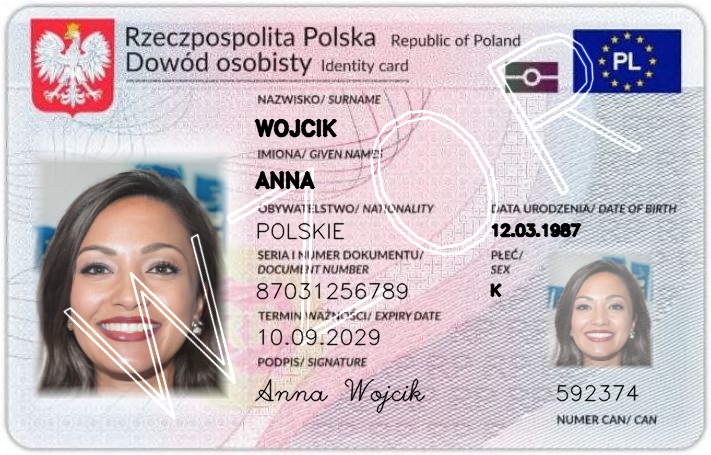 Rzeczpospolita Polska Republic of Poland
Dowód osobisty Identity card
PL
NAZWISKO/ SURNAME
WOJCIK
IMIONA/ GIVEN NAMES
ANNA
OBYWATELSTWO/ NATIONALITY
POLSKIE
DATA URODZENIA/ DATE OF BIRTH
12.03.1987
SERIA I NUMER DOKUMENTU/
DOCUMENT NUMBER
87031256789
PŁEĆ/
SEX
K
TERMIN WAŻNOŚCI/ EXPIRY DATE
10.09.2029
PODPIS/ SIGNATURE
Anna Wojcik
592374
NUMER CAN/ CAN
WZOR